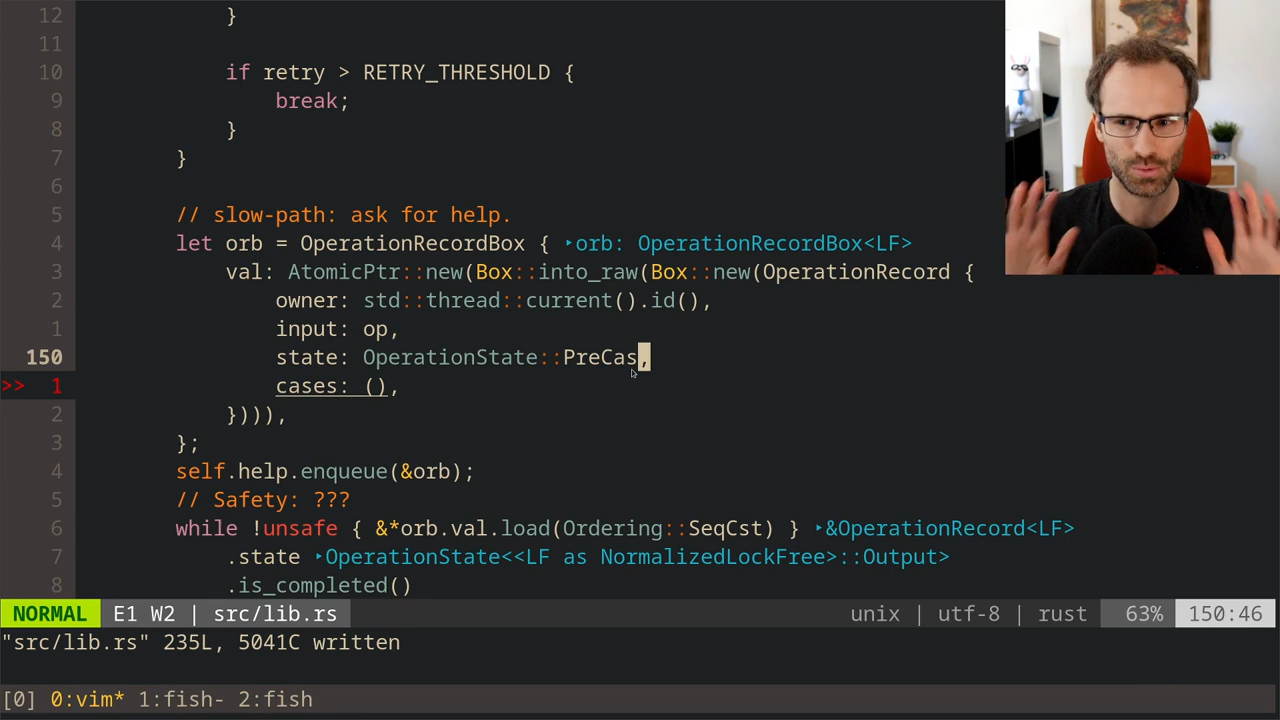 12 }
11
10 if retry > RETRY_THRESHOLD {
9 break;
8 }
7 }
6
5 // slow-path: ask for help.
4 let orb = OperationRecordBox { ‣orb: OperationRecordBox<LF>
3 val: AtomicPtr::new(Box::into_raw(Box::new(OperationRecord {
2 owner: std::thread::current().id(),
1 input: op,
150 state: OperationState::PreCas,
>> 1 cases: (),
2 }))),
3 };
4 self.help.enqueue(&orb);
5 // Safety: ???
6 while !unsafe { &*orb.val.load(Ordering::SeqCst) } ‣&OperationRecord<LF>
7 .state ‣OperationState<<LF as NormalizedLockFree>::Output>
8 .is_completed()
NORMAL E1 W2 | src/lib.rs unix | utf-8 | rust 63% 150:46
"src/lib.rs" 235L, 5041C written
[0] 0:vim* 1:fish- 2:fish